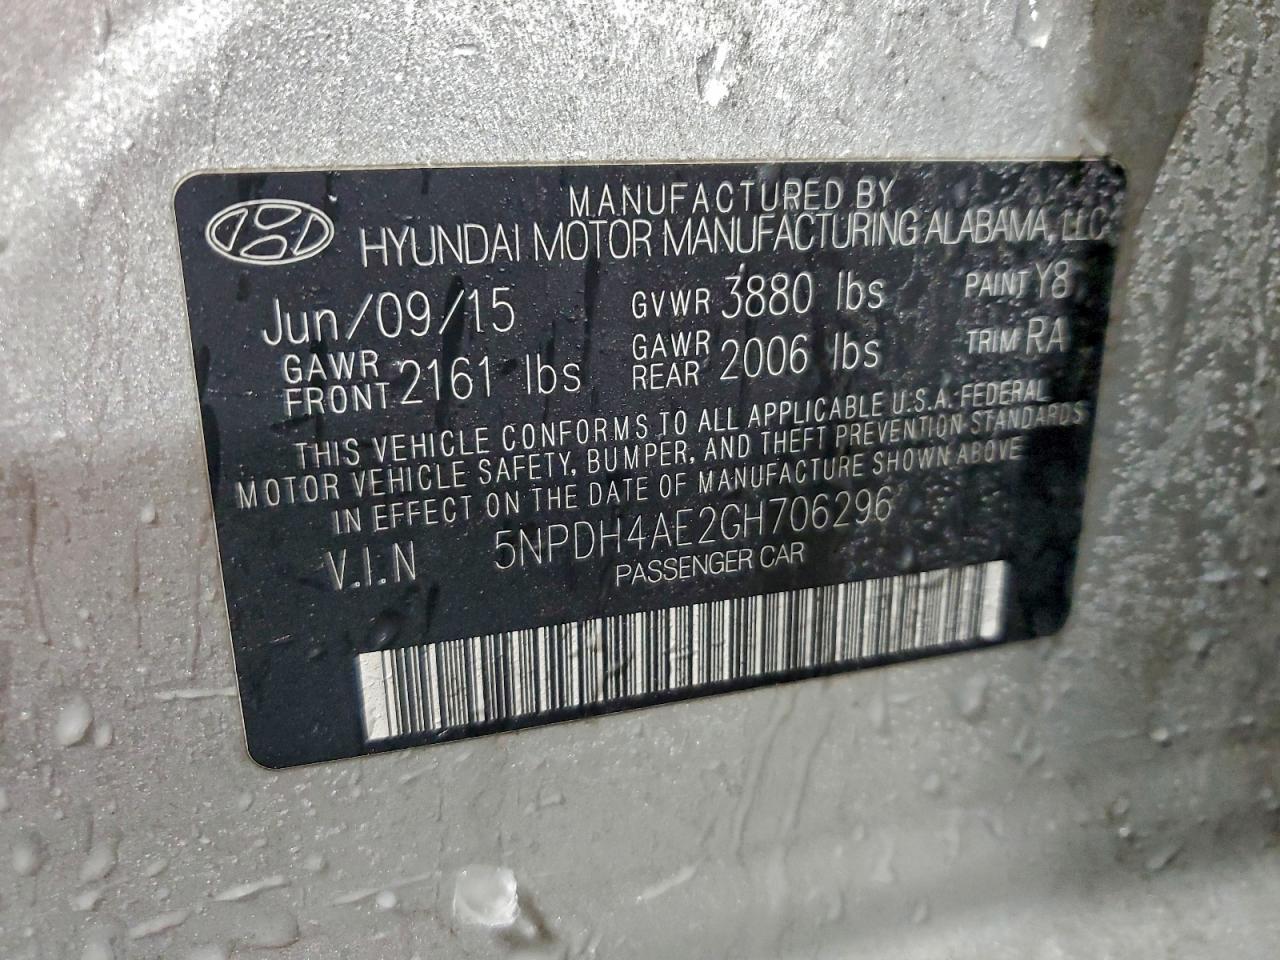 MANUFACTURED BY
HYUNDAI MOTOR MANUFACTURING ALABAMA, LLC
Jun/09/15 GVWR 3880 lbs PAINT Y8
GAWR FRONT 2161 lbs GAWR REAR 2006 lbs TRIM RA
THIS VEHICLE CONFORMS TO ALL APPLICABLE U.S.A. FEDERAL
MOTOR VEHICLE SAFETY, BUMPER, AND THEFT PREVENTION STANDARDS
IN EFFECT ON THE DATE OF MANUFACTURE SHOWN ABOVE
V.I.N 5NPDH4AE2GH706296
PASSENGER CAR